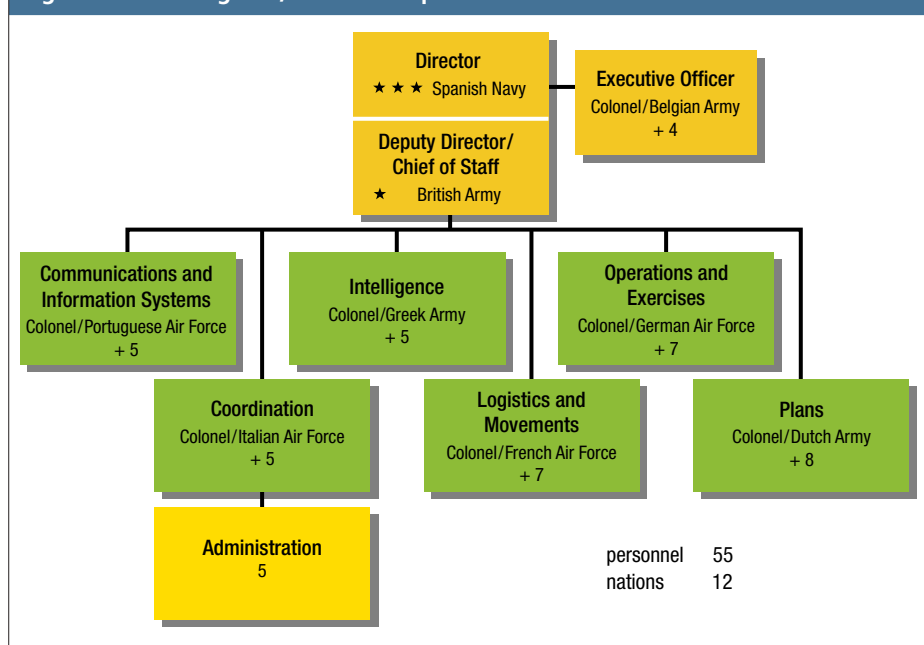 Director
★ ★ ★ Spanish Navy
Executive Officer
Colonel/Belgian Army
+ 4
Deputy Director/
Chief of Staff
★ British Army
Communications and
Information Systems
Colonel/Portuguese Air Force
+ 5
Intelligence
Colonel/Greek Army
+ 5
Operations and
Exercises
Colonel/German Air Force
+ 7
Coordination
Colonel/Italian Air Force
+ 5
Logistics and
Movements
Colonel/French Air Force
+ 7
Plans
Colonel/Dutch Army
+ 8
Administration
5
personnel 55
nations 12